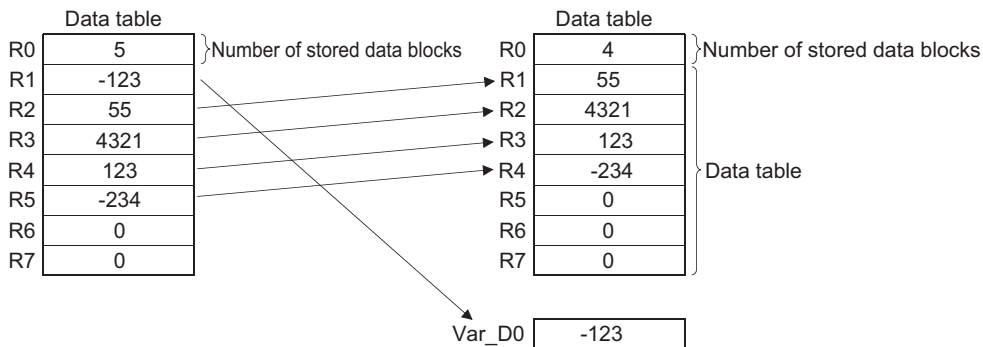 Data table Data table
R0 5 Number of stored data blocks R0 4 Number of stored data blocks
R1 -123 R1 55
R2 55 R2 4321
R3 4321 R3 123
R4 123 R4 -234 Data table
R5 -234 R5 0
R6 0 R6 0
R7 0 R7 0
Var_D0 -123